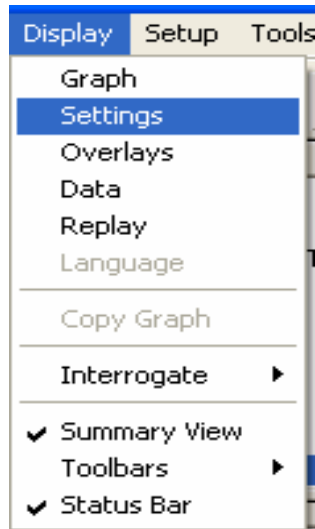 Display Setup Tools
Graph
Settings
Overlays
Data
Replay
Language
Copy Graph
Interrogate
Summary View
Toolbars
Status Bar